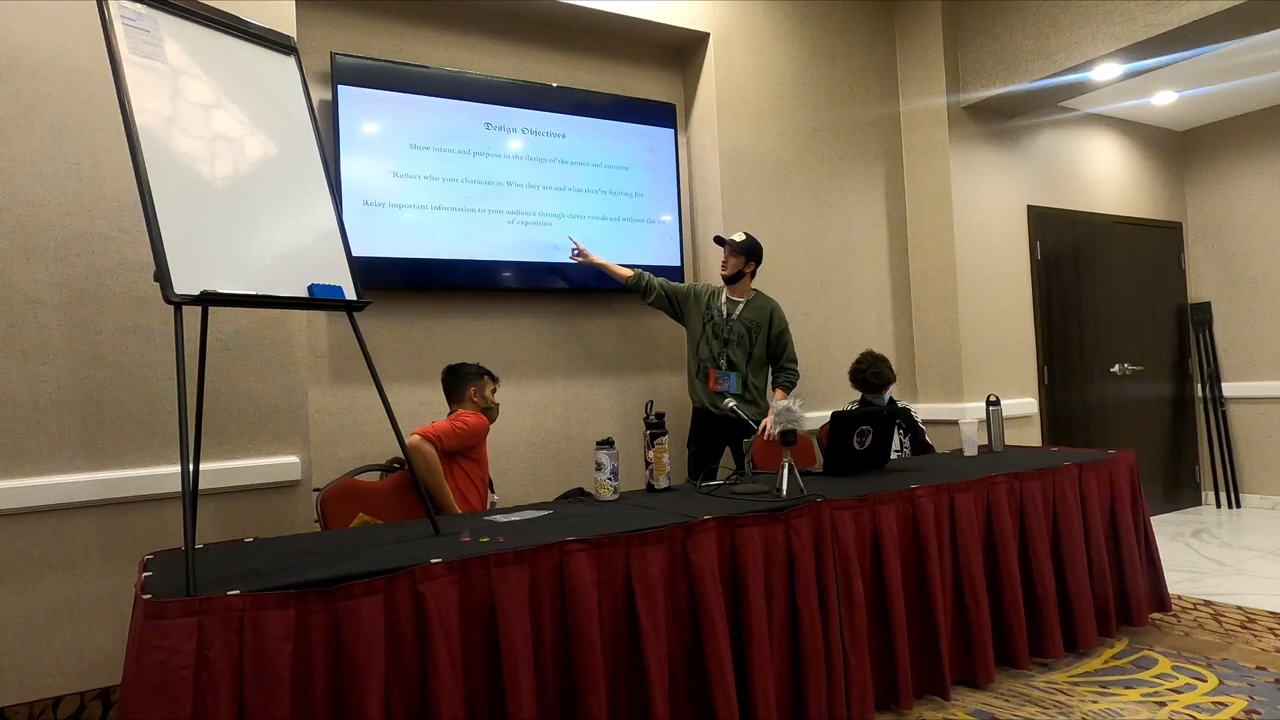 Design Objectives
Show intent and purpose in the design of the armor and costume
Reflect who your character is: Who they are and what they're fighting for
Relay important information to your audience through clever visuals and without the use
of exposition